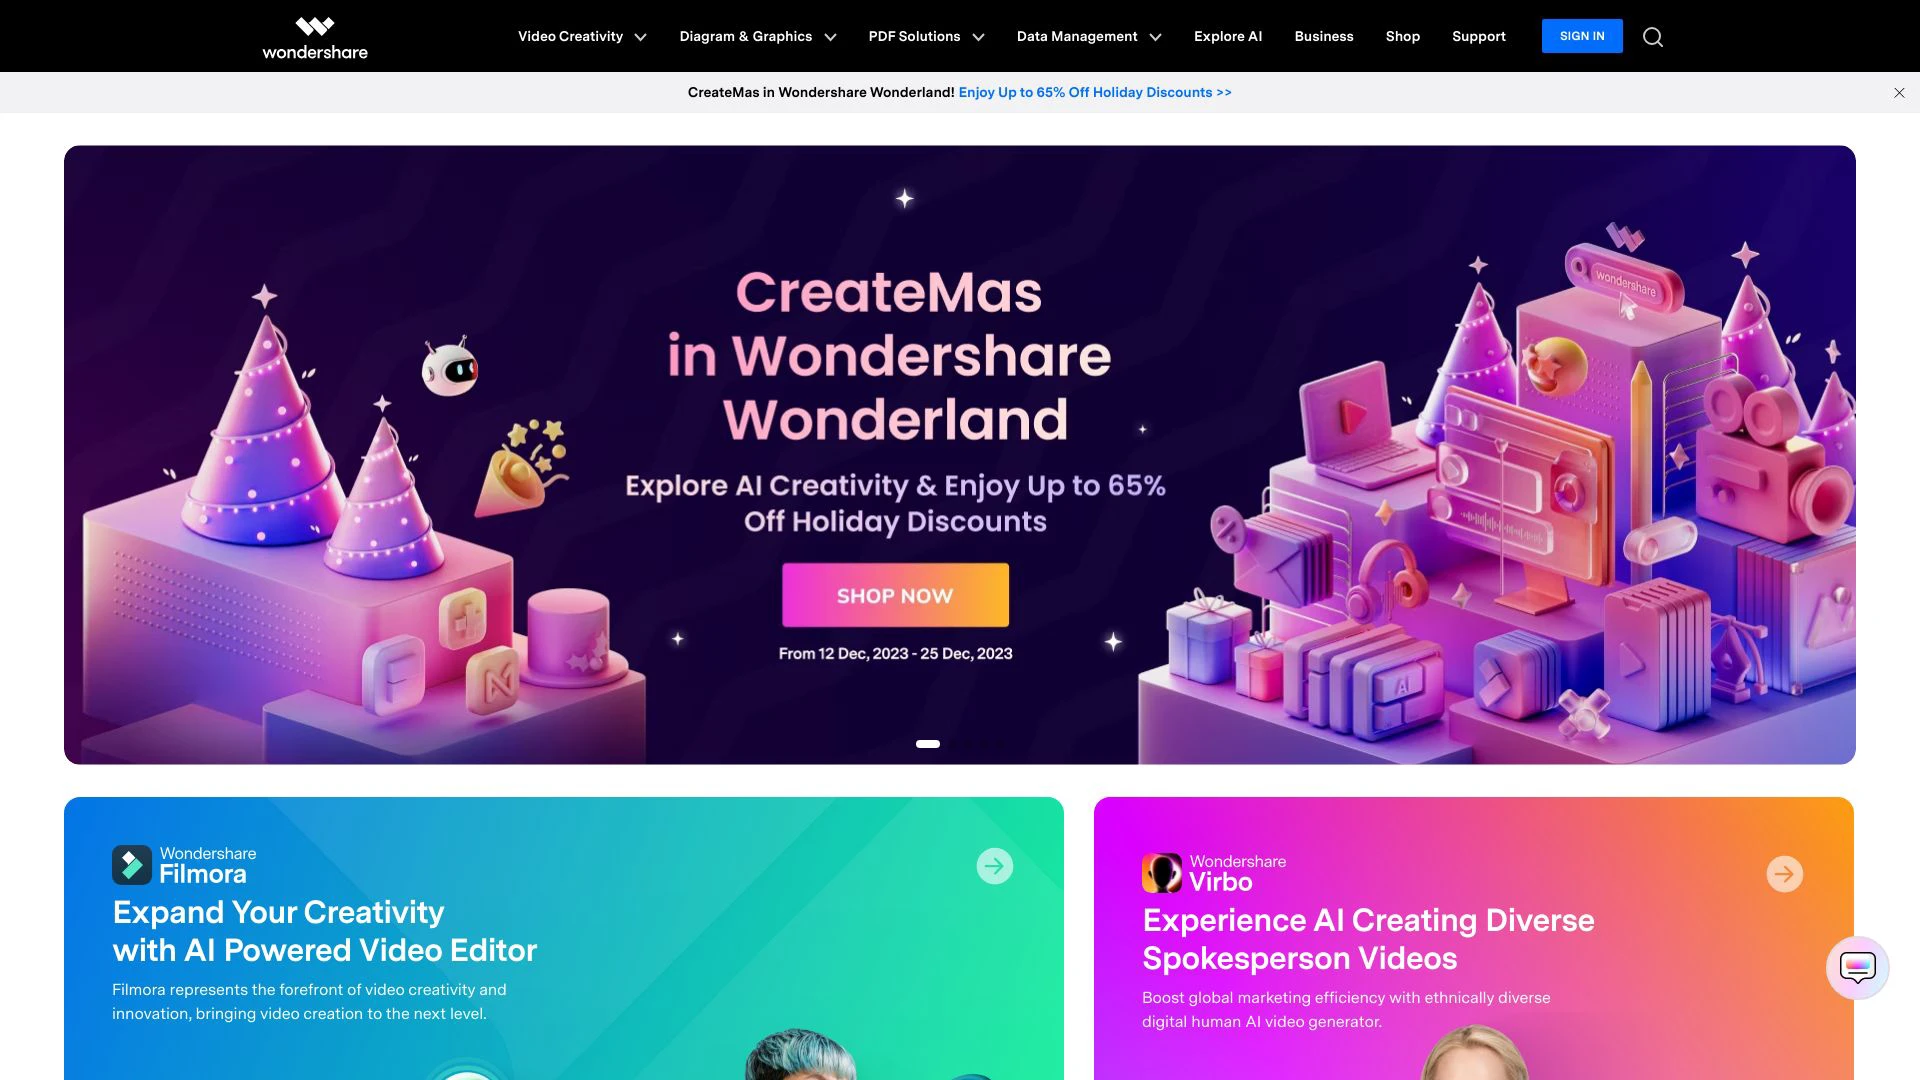 wondershare
Video Creativity
Diagram & Graphics
PDF Solutions
Data Management
Explore AI
Business
Shop
Support
SIGN IN
CreateMas in Wondershare Wonderland! Enjoy Up to 65% Off Holiday Discounts >>
CreateMas
in Wondershare
Wonderland
Explore AI Creativity & Enjoy Up to 65%
Off Holiday Discounts
SHOP NOW
From 12 Dec, 2023 - 25 Dec, 2023
wondershare
AI
Wondershare
Filmora
Expand Your Creativity
with AI Powered Video Editor
Filmora represents the forefront of video creativity and
innovation, bringing video creation to the next level.
Wondershare
Virbo
Experience AI Creating Diverse
Spokesperson Videos
Boost global marketing efficiency with ethnically diverse
digital human AI video generator.